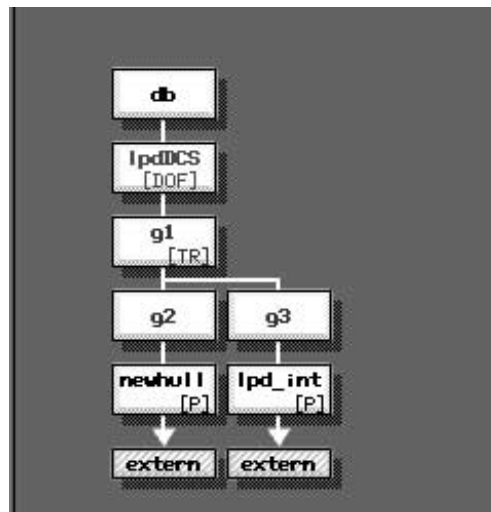 db
lpdDCS
[DOF]
g1
[TR]
g2
g3
newhull
[P]
lpd_int
[P]
extern
extern